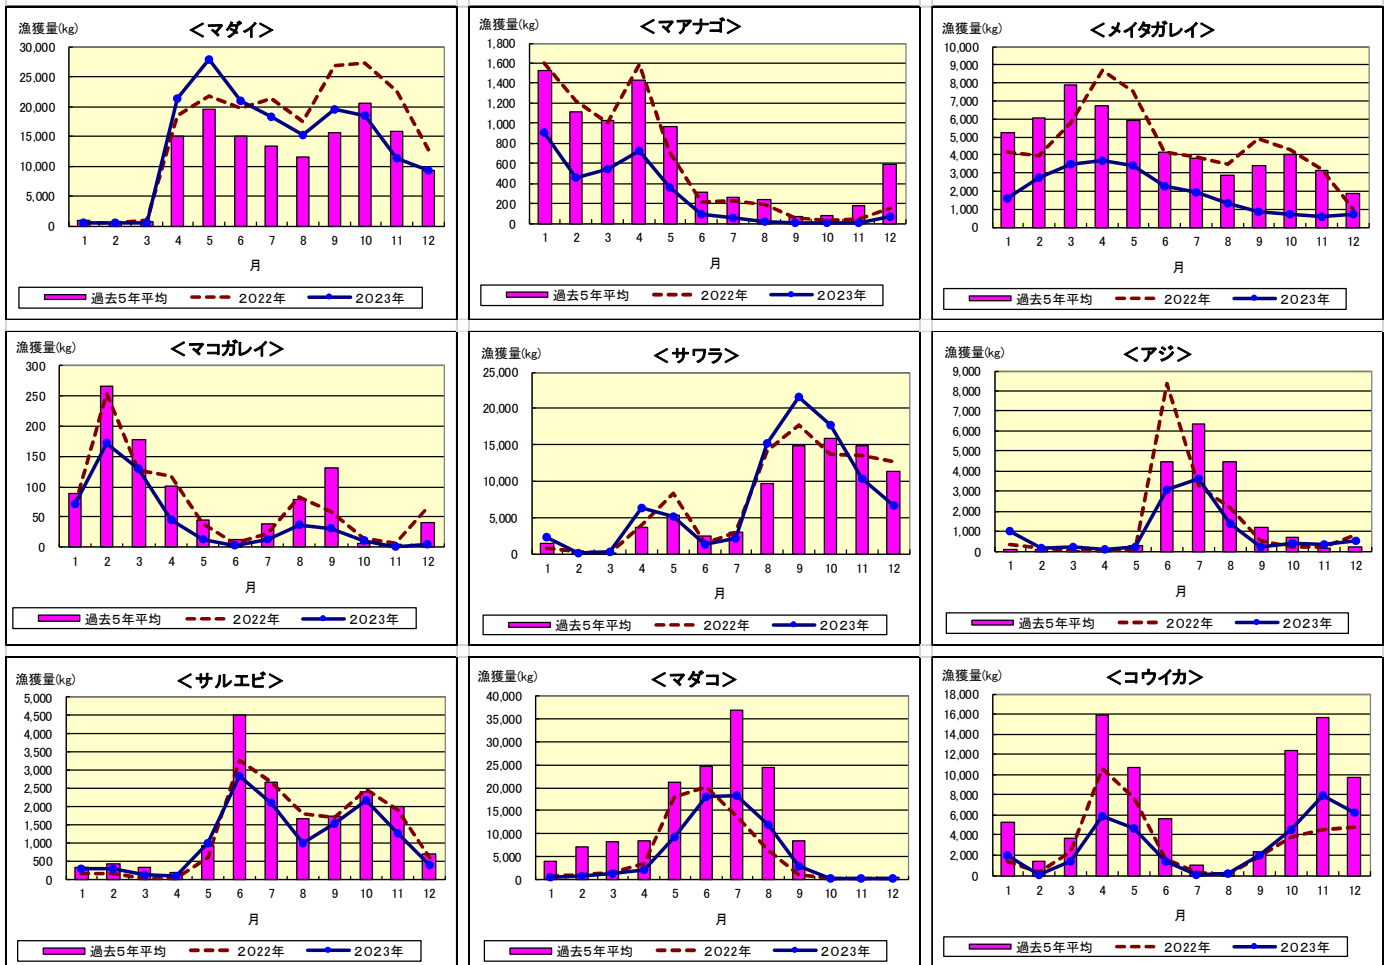 漁獲量(kg)
＜マダイ＞
30,000
25,000
20,000
15,000
10,000
5,000
0
1 2 3 4 5 6 7 8 9 10 11 12
月
過去5年平均 2022年 2023年
漁獲量(kg)
＜マアナゴ＞
1,800
1,600
1,400
1,200
1,000
800
600
400
200
0
1 2 3 4 5 6 7 8 9 10 11 12
月
過去5年平均 2022年 2023年
漁獲量(kg)
＜メイタガレイ＞
10,000
9,000
8,000
7,000
6,000
5,000
4,000
3,000
2,000
1,000
0
1 2 3 4 5 6 7 8 9 10 11 12
月
過去5年平均 2022年 2023年
漁獲量(kg)
＜マコガレイ＞
300
250
200
150
100
50
0
1 2 3 4 5 6 7 8 9 10 11 12
月
過去5年平均 2022年 2023年
漁獲量(kg)
＜サワラ＞
25,000
20,000
15,000
10,000
5,000
0
1 2 3 4 5 6 7 8 9 10 11 12
月
過去5年平均 2022年 2023年
漁獲量(kg)
＜アジ＞
9,000
8,000
7,000
6,000
5,000
4,000
3,000
2,000
1,000
0
1 2 3 4 5 6 7 8 9 10 11 12
月
過去5年平均 2022年 2023年
漁獲量(kg)
＜サルエビ＞
5,000
4,500
4,000
3,500
3,000
2,500
2,000
1,500
1,000
500
0
1 2 3 4 5 6 7 8 9 10 11 12
月
過去5年平均 2022年 2023年
漁獲量(kg)
＜マダコ＞
40,000
35,000
30,000
25,000
20,000
15,000
10,000
5,000
0
1 2 3 4 5 6 7 8 9 10 11 12
月
過去5年平均 2022年 2023年
漁獲量(kg)
＜コウイカ＞
18,000
16,000
14,000
12,000
10,000
8,000
6,000
4,000
2,000
0
1 2 3 4 5 6 7 8 9 10 11 12
月
過去5年平均 2022年 2023年